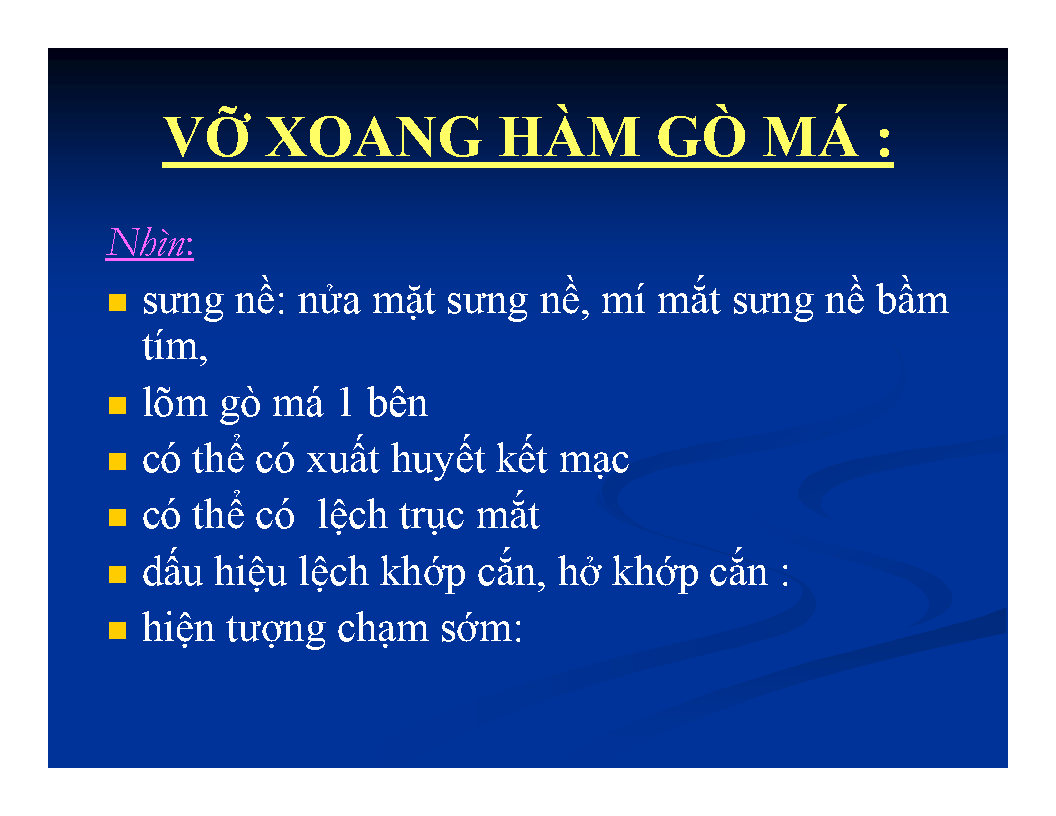 VỠ XOANG HÀM GÒ MÁ :
Nhìn:
sưng nề: nửa mặt sưng nề, mí mắt sưng nề bầm
tím,
lõm gò má 1 bên
có thể có xuất huyết kết mạc
có thể có  lệch trục mắt
dấu hiệu lệch khớp cắn, hở khớp cắn :
hiện tượng chạm sớm: